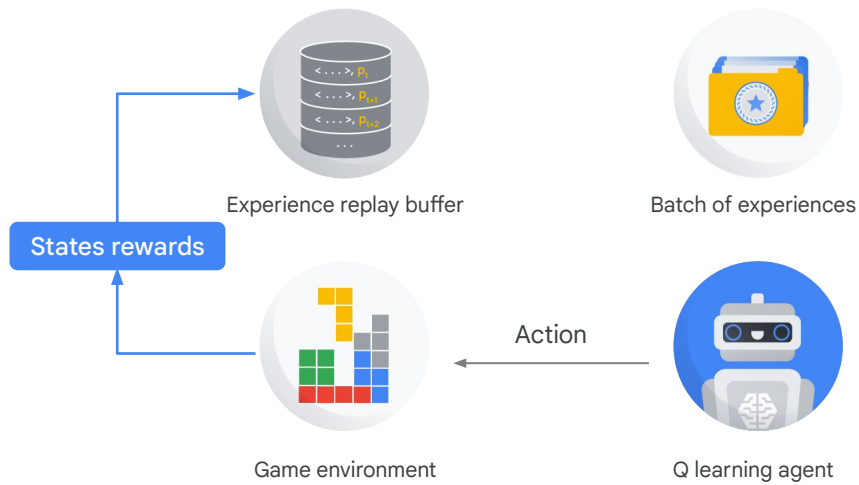 < . . . >, pt
< . . . >, pt+1
< . . . >, pt+2
. . .
Experience replay buffer
Batch of experiences
States rewards
Action
Game environment
Q learning agent